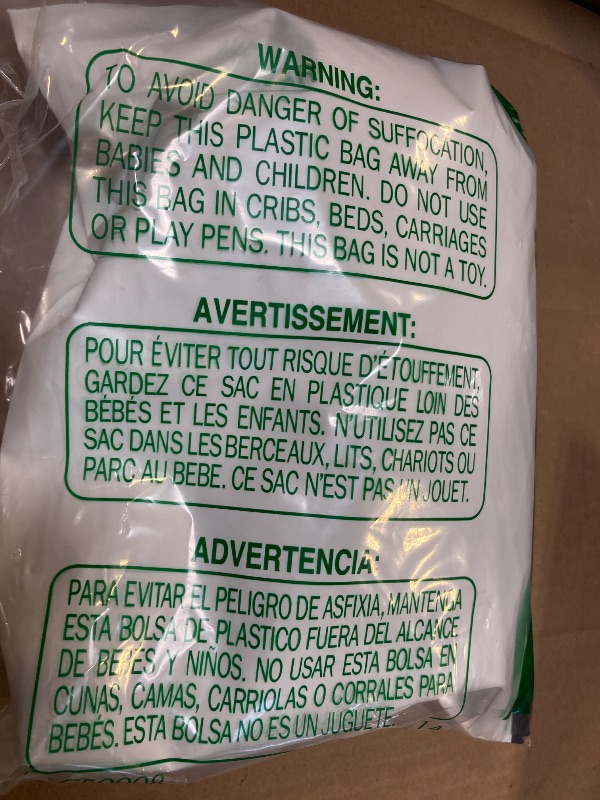 WARNING:
TO AVOID DANGER OF SUFFOCATION,
KEEP THIS PLASTIC BAG AWAY FROM
BABIES AND CHILDREN. DO NOT USE
THIS BAG IN CRIBS, BEDS, CARRIAGES
OR PLAY PENS. THIS BAG IS NOT A TOY.
AVERTISSEMENT:
POUR ÉVITER TOUT RISQUE D'ÉTOUFFEMENT,
GARDEZ CE SAC EN PLASTIQUE LOIN DES
BÉBÉS ET LES ENFANTS. N'UTILISEZ PAS CE
SAC DANS LES BERCEAUX, LITS, CHARIOTS OU
PARC AU BEBE. CE SAC N'EST PAS UN JOUET.
ADVERTENCIA:
PARA EVITAR EL PELIGRO DE ASFIXIA, MANTENGA
ESTA BOLSA DE PLASTICO FUERA DEL ALCANCE
DE BEBES Y NIÑOS. NO USAR ESTA BOLSA EN
CUNAS, CAMAS, CARRIOLAS O CORRALES PARA
BEBÉS. ESTA BOLSA NO ES UN JUGUETE.
14